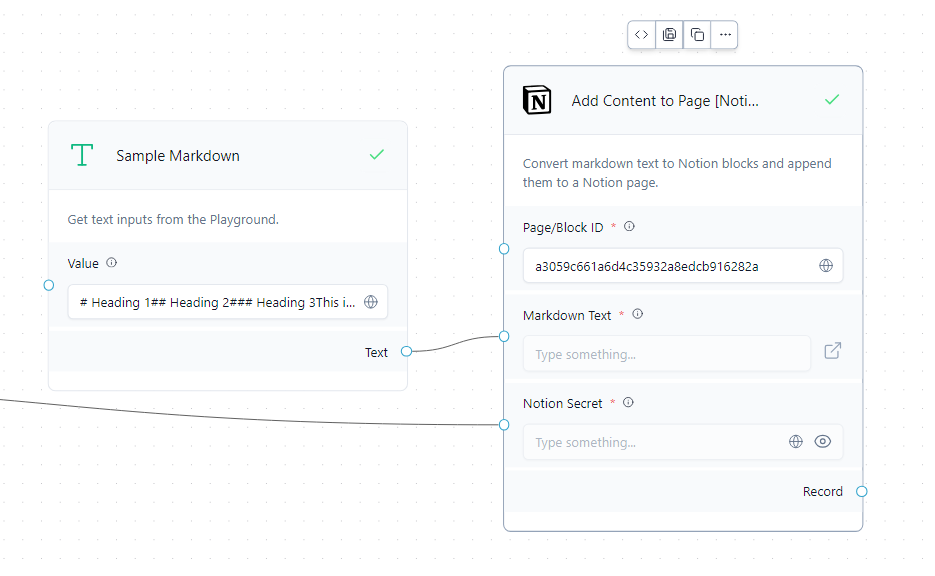 Add Content to Page [Noti...
Sample Markdown
Convert markdown text to Notion blocks and append
them to a Notion page.
Get text inputs from the Playground.
Page/Block ID *
Value
a3059c661a6d4c35932a8edcb916282a
# Heading 1## Heading 2### Heading 3This i...
Markdown Text *
Text
Type something...
Notion Secret *
Type something...
Record